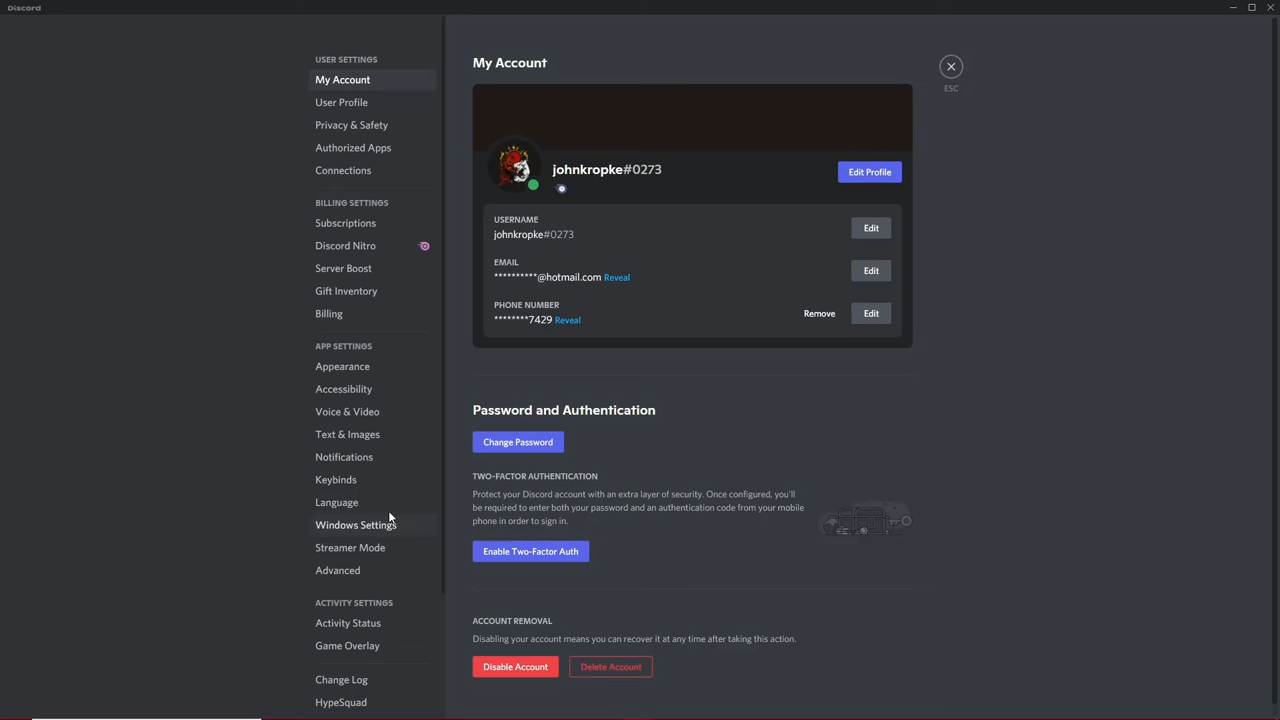 Discord
USER SETTINGS
My Account
User Profile
Privacy & Safety
Authorized Apps
Connections
BILLING SETTINGS
Subscriptions
Discord Nitro
Server Boost
Gift Inventory
Billing
APP SETTINGS
Appearance
Accessibility
Voice & Video
Text & Images
Notifications
Keybinds
Language
Windows Settings
Streamer Mode
Advanced
ACTIVITY SETTINGS
Activity Status
Game Overlay
Change Log
HypeSquad
My Account
ESC
johnkropke#0273
Edit Profile
USERNAME
johnkropke#0273
Edit
EMAIL
**********@hotmail.com Reveal
Edit
PHONE NUMBER
********7429 Reveal
Remove
Edit
Password and Authentication
Change Password
TWO-FACTOR AUTHENTICATION
Protect your Discord account with an extra layer of security. Once configured, you'll
be required to enter both your password and an authentication code from your mobile
phone in order to sign in.
Enable Two-Factor Auth
ACCOUNT REMOVAL
Disabling your account means you can recover it at any time after taking this action.
Disable Account
Delete Account